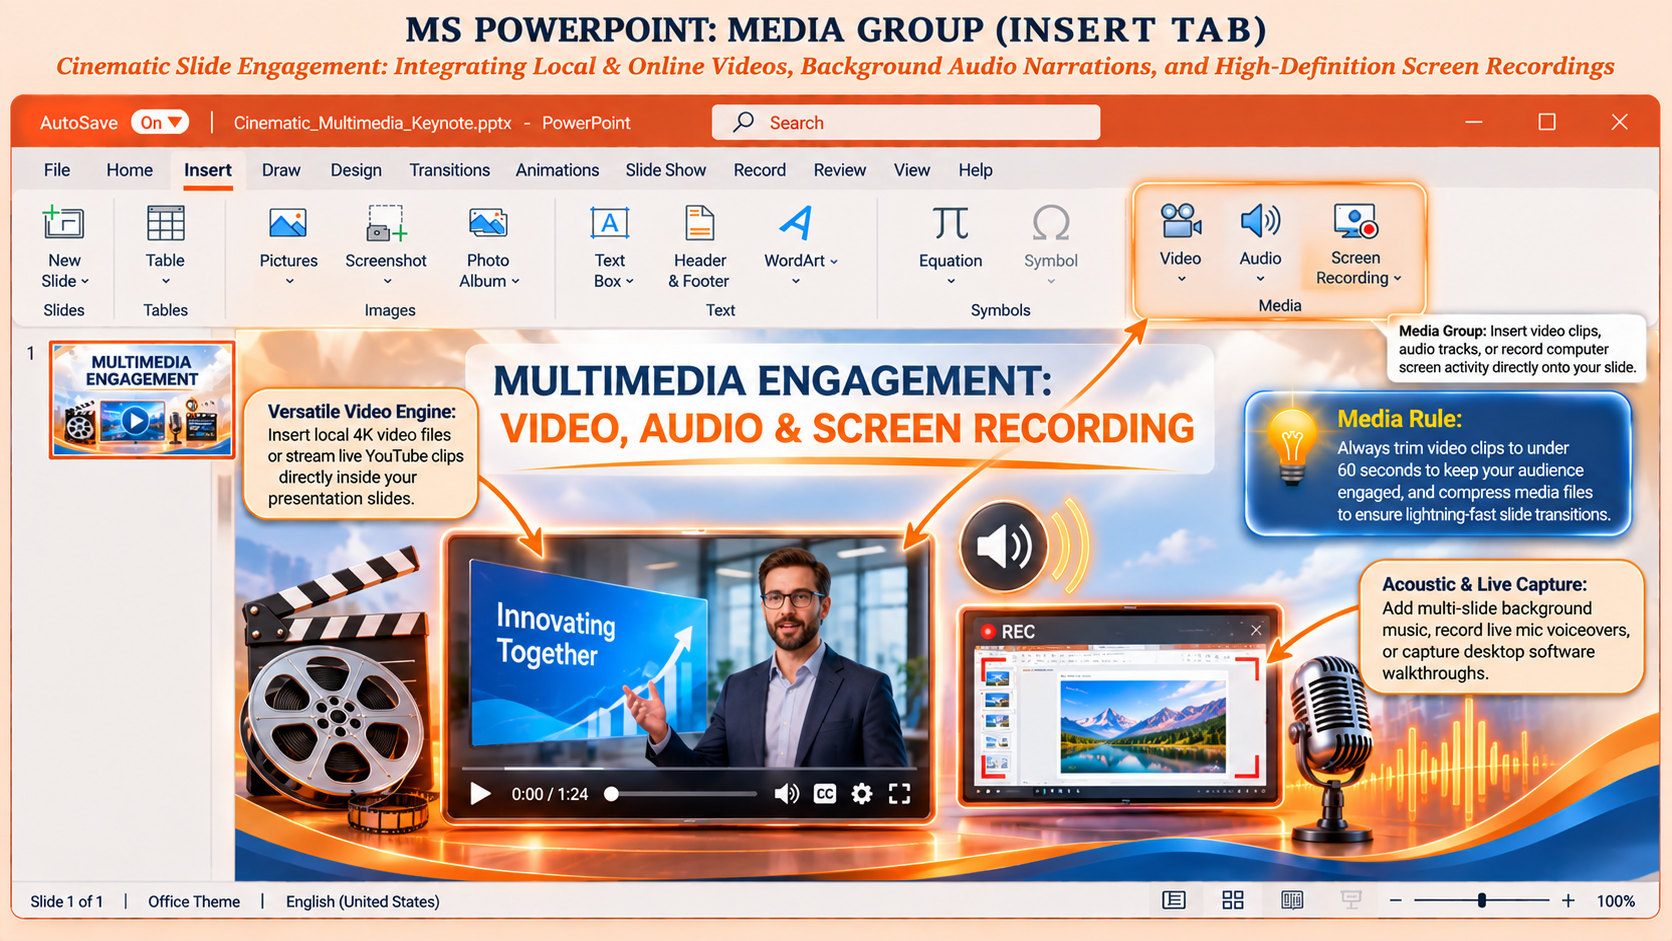 MS POWERPOINT: MEDIA GROUP (INSERT TAB)
Cinematic Slide Engagement: Integrating Local & Online Videos, Background Audio Narrations, and High-Definition Screen Recordings
AutoSave On Cinematic_Multimedia_Keynote.pptx - PowerPoint Search
File Home Insert Draw Design Transitions Animations Slide Show Record Review View Help
New Slide
Slides
Table
Tables
Pictures
Screenshot
Photo Album
Images
A
Text Box
Header & Footer
WordArt
Text
π
Equation
Ω
Symbol
Symbols
Video
Audio
Screen Recording
Media
Media Group: Insert video clips,
audio tracks, or record computer
screen activity directly onto your slide.
1
MULTIMEDIA
ENGAGEMENT
MULTIMEDIA ENGAGEMENT:
VIDEO, AUDIO & SCREEN RECORDING
Versatile Video Engine:
Insert local 4K video files
or stream live YouTube clips
directly inside your
presentation slides.
Media Rule:
Always trim video clips to under
60 seconds to keep your audience
engaged, and compress media files
to ensure lightning-fast slide transitions.
Innovating
Together
0:00 / 1:24 CC
REC
Acoustic & Live Capture:
Add multi-slide background
music, record live mic voiceovers,
or capture desktop software
walkthroughs.
Slide 1 of 1 | Office Theme | English (United States) 100%